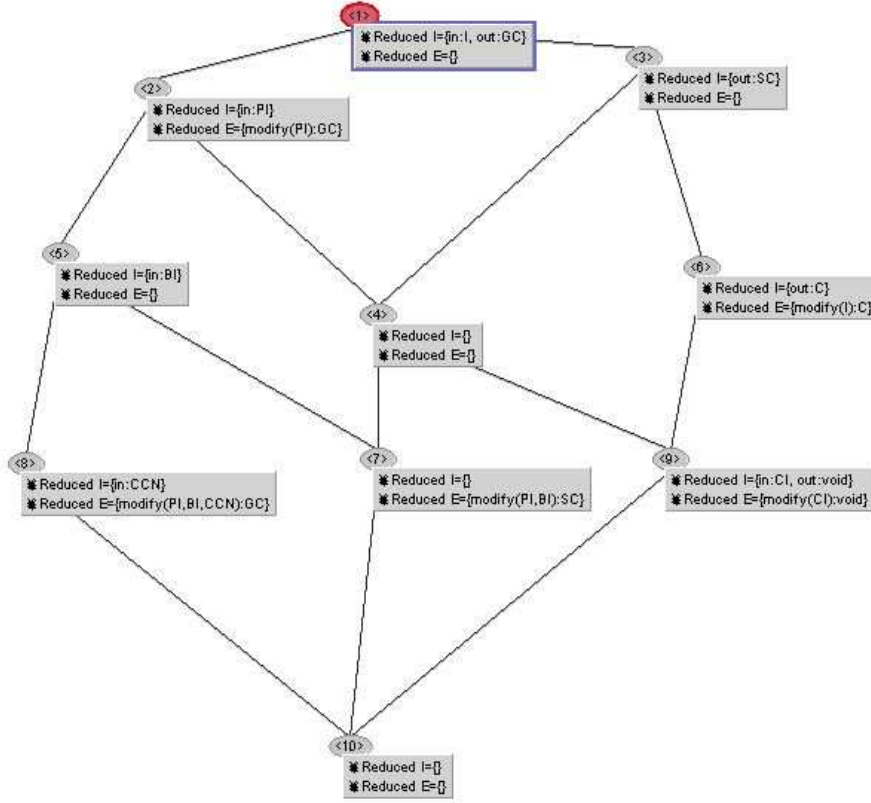 <1>
Reduced I={in:I, out:GC}
Reduced E={}
<2>
Reduced I={in:PI}
Reduced E={modify(PI):GC}
<3>
Reduced I={out:SC}
Reduced E={}
<5>
Reduced I={in:BI}
Reduced E={}
<4>
Reduced I={}
Reduced E={}
<6>
Reduced I={out:C}
Reduced E={modify(I):C}
<8>
Reduced I={in:CCN}
Reduced E={modify(PI,BI,CCN):GC}
<7>
Reduced I={}
Reduced E={modify(PI,BI):SC}
<9>
Reduced I={in:CI, out:void}
Reduced E={modify(CI):void}
<10>
Reduced I={}
Reduced E={}